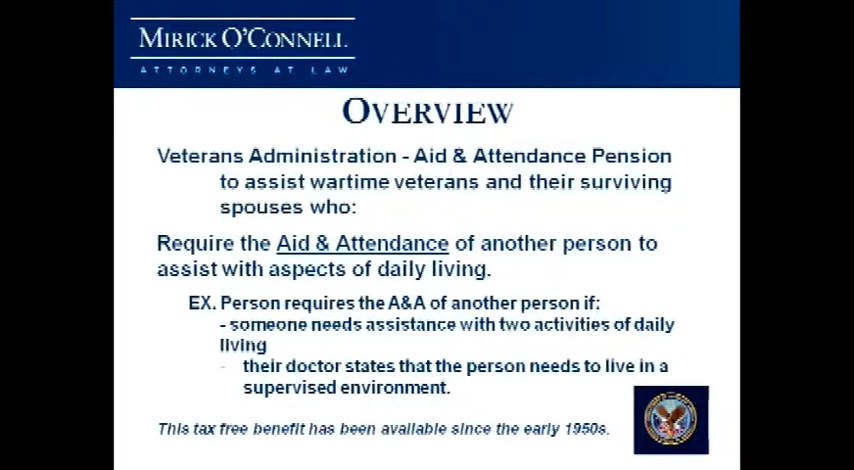 MIRICK O'CONNELL
ATTORNEYS AT LAW
OVERVIEW
Veterans Administration - Aid & Attendance Pension
to assist wartime veterans and their surviving
spouses who:
Require the Aid & Attendance of another person to
assist with aspects of daily living.
EX. Person requires the A&A of another person if:
- someone needs assistance with two activities of daily
living
- their doctor states that the person needs to live in a
supervised environment.
This tax free benefit has been available since the early 1950s.